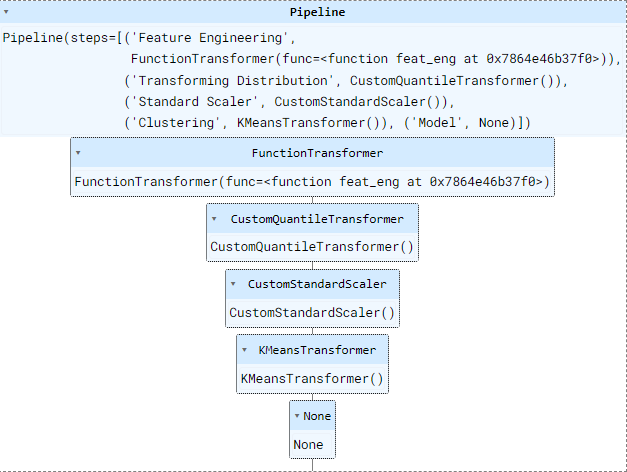 Pipeline
Pipeline(steps=[('Feature Engineering',
FunctionTransformer(func=<function feat_eng at 0x7864e46b37f0>)),
('Transforming Distribution', CustomQuantileTransformer()),
('Standard Scaler', CustomStandardScaler()),
('Clustering', KMeansTransformer()), ('Model', None)])
FunctionTransformer
FunctionTransformer(func=<function feat_eng at 0x7864e46b37f0>)
CustomQuantileTransformer
CustomQuantileTransformer()
CustomStandardScaler
CustomStandardScaler()
KMeansTransformer
KMeansTransformer()
None
None